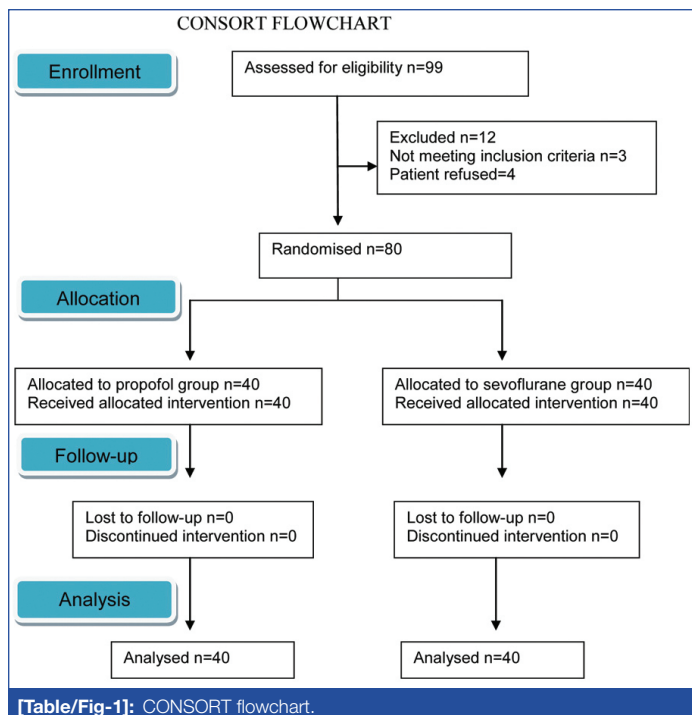 CONSORT FLOWCHART
Enrollment
Assessed for eligibility n=99
Excluded n=12
Not meeting inclusion criteria n=3
Patient refused=4
Randomised n=80
Allocation
Allocated to propofol group n=40
Received allocated intervention n=40
Allocated to sevoflurane group n=40
Received allocated intervention n=40
Follow-up
Lost to follow-up n=0
Discontinued intervention n=0
Lost to follow-up n=0
Discontinued intervention n=0
Analysis
Analysed n=40
Analysed n=40
[Table/Fig-1]: CONSORT flowchart.